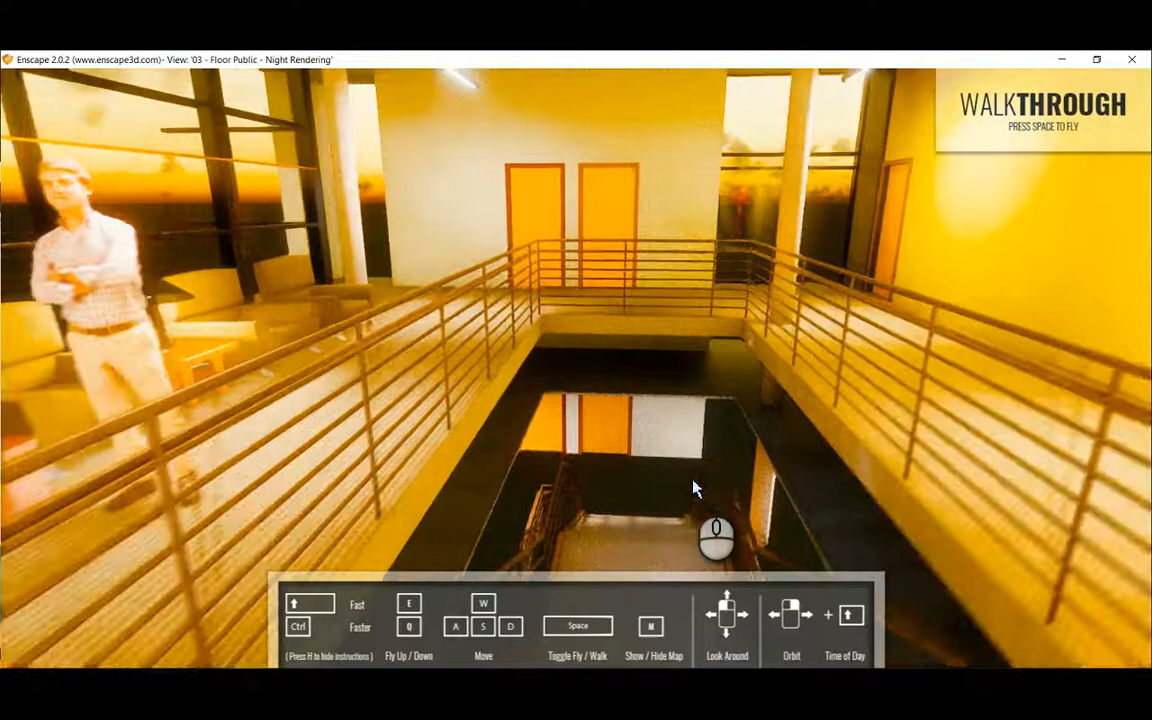 Enscape 2.0.2 (www.enscape3d.com)- View: '03 - Floor Public - Night Rendering'
WALKTHROUGH
PRESS SPACE TO FLY
Fast
E
W
Ctrl
Faster
Q
A
S
D
Space
M
+
( Press H to hide instructions )
Fly Up / Down
Move
Toggle Fly / Walk
Show / Hide Map
Look Around
Orbit
Time of Day